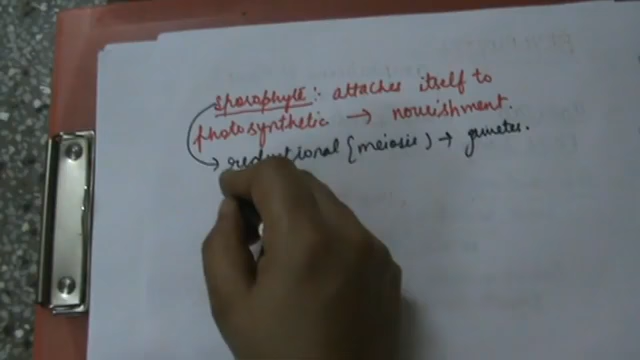 sporophyte:- attaches itself to
photosynthetic → nourishment.
→ reductional (meiosis) → gametes.